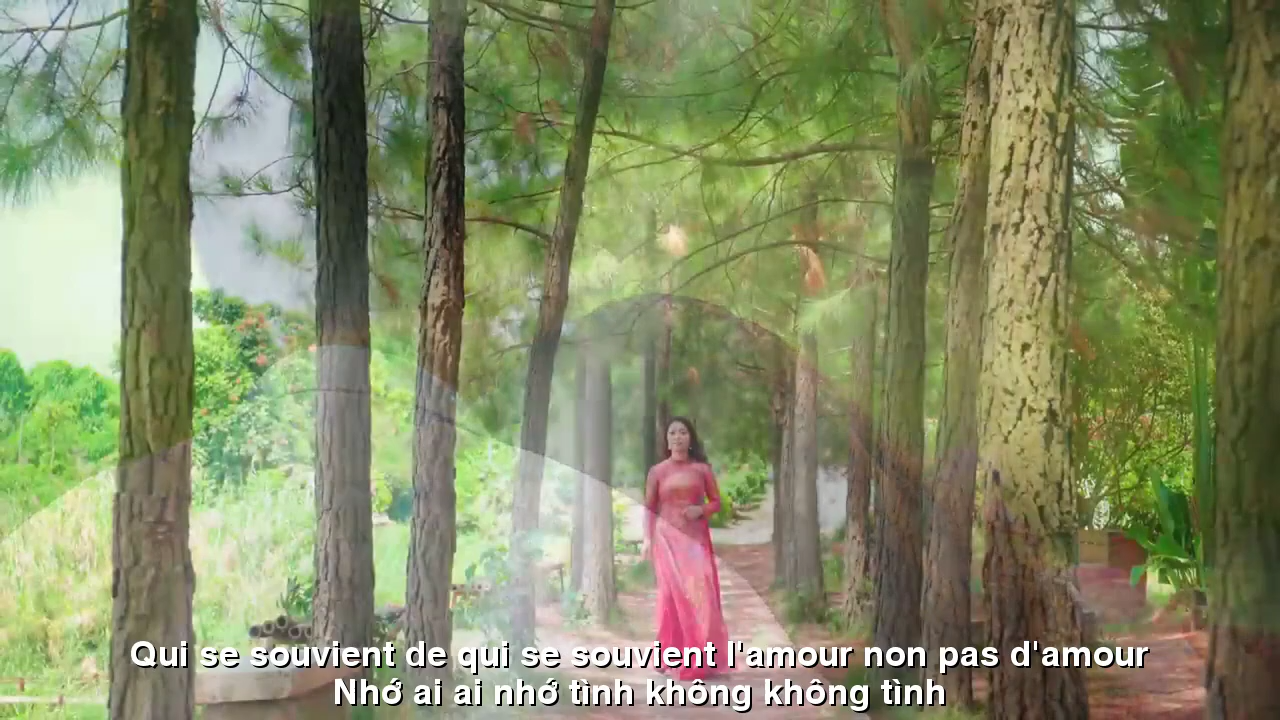 Qui se souvient de qui se souvient l'amour non pas d'amour
Nhớ ai ai nhớ tình không không tình